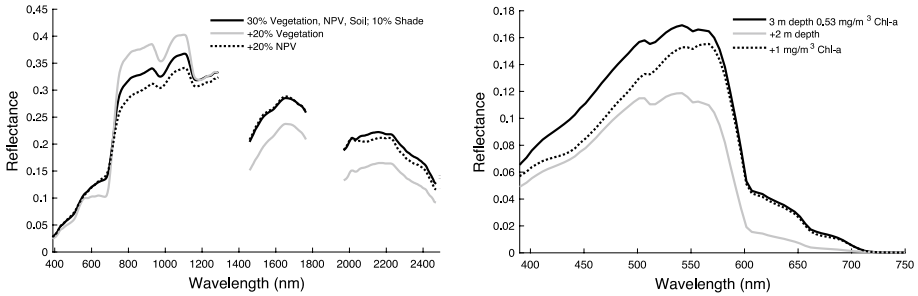 30% Vegetation, NPV, Soil; 10% Shade
+20% Vegetation
+20% NPV
Reflectance
0.45
0.4
0.35
0.3
0.25
0.2
0.15
0.1
0.05
0
400 600 800 1000 1200 1400 1600 1800 2000 2200 2400
Wavelength (nm)
3 m depth 0.53 mg/m³ Chl-a
+2 m depth
+1 mg/m³ Chl-a
Reflectance
0.18
0.16
0.14
0.12
0.10
0.08
0.06
0.04
0.02
0
400 450 500 550 600 650 700 750
Wavelength (nm)